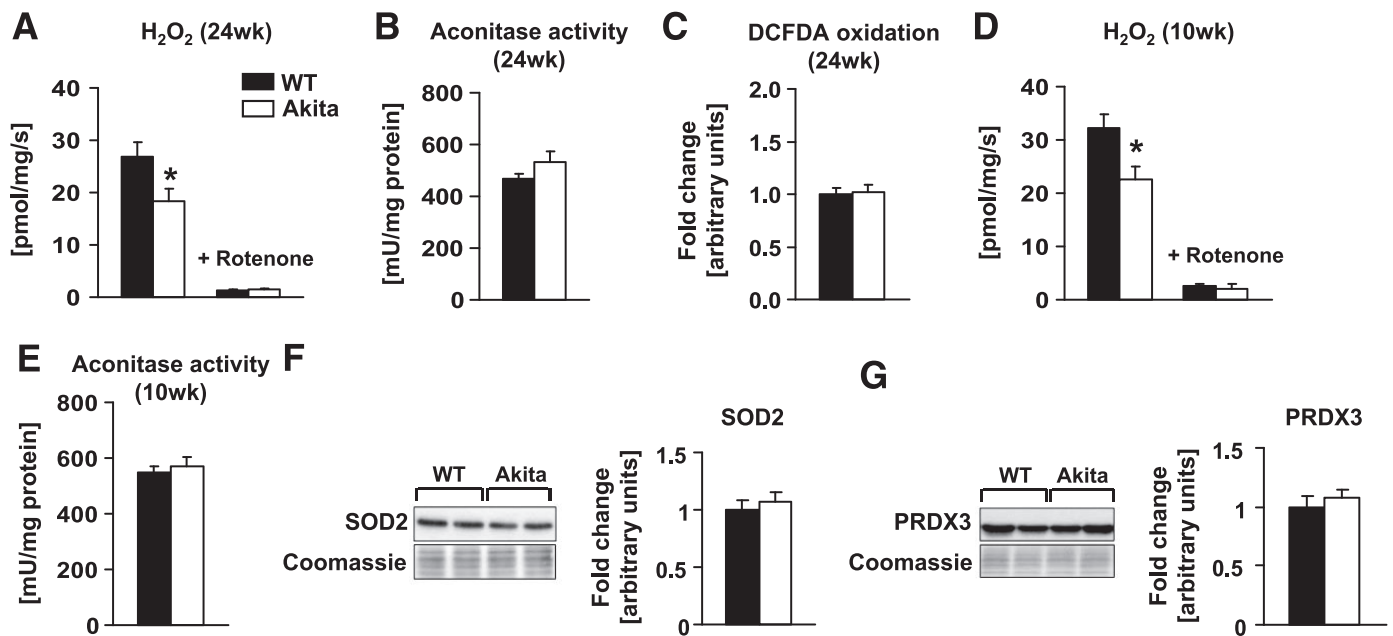 A
H₂O₂ (24wk)
WT
Akita
[pmol/mg/s]
40
30
20
10
0
*
+ Rotenone
B
Aconitase activity
(24wk)
[mU/mg protein]
800
600
400
200
0
C
DCFDA oxidation
(24wk)
Fold change
[arbitrary units]
2.0
1.5
1.0
0.5
0.0
D
H₂O₂ (10wk)
[pmol/mg/s]
40
30
20
10
0
*
+ Rotenone
E
Aconitase activity
(10wk)
[mU/mg protein]
800
600
400
200
0
F
WT Akita
SOD2
Coomassie
SOD2
Fold change
[arbitrary units]
1.5
1
0.5
0
G
WT Akita
PRDX3
Coomassie
PRDX3
Fold change
[arbitrary units]
1.5
1
0.5
0